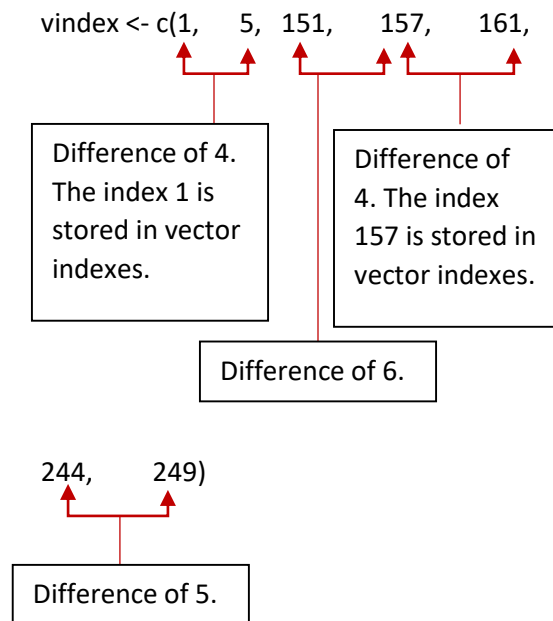 vindex <- c(1, 5, 151, 157, 161,
Difference of 4.
The index 1 is
stored in vector
indexes.
Difference of
4. The index
157 is stored in
vector indexes.
Difference of 6.
244, 249)
Difference of 5.